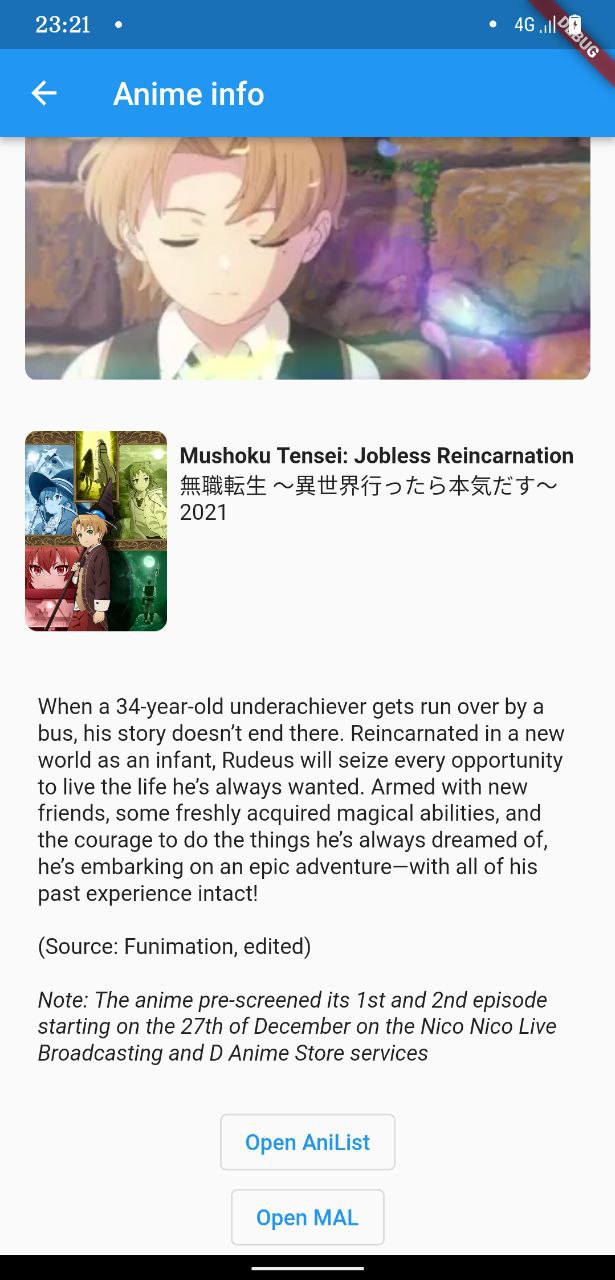 23:21
4G
DEBUG
Anime info
Mushoku Tensei: Jobless Reincarnation
無職転生 ～異世界行ったら本気だす～
2021
When a 34-year-old underachiever gets run over by a
bus, his story doesn’t end there. Reincarnated in a new
world as an infant, Rudeus will seize every opportunity
to live the life he’s always wanted. Armed with new
friends, some freshly acquired magical abilities, and
the courage to do the things he’s always dreamed of,
he’s embarking on an epic adventure—with all of his
past experience intact!
(Source: Funimation, edited)
Note: The anime pre-screened its 1st and 2nd episode
starting on the 27th of December on the Nico Nico Live
Broadcasting and D Anime Store services
Open AniList
Open MAL